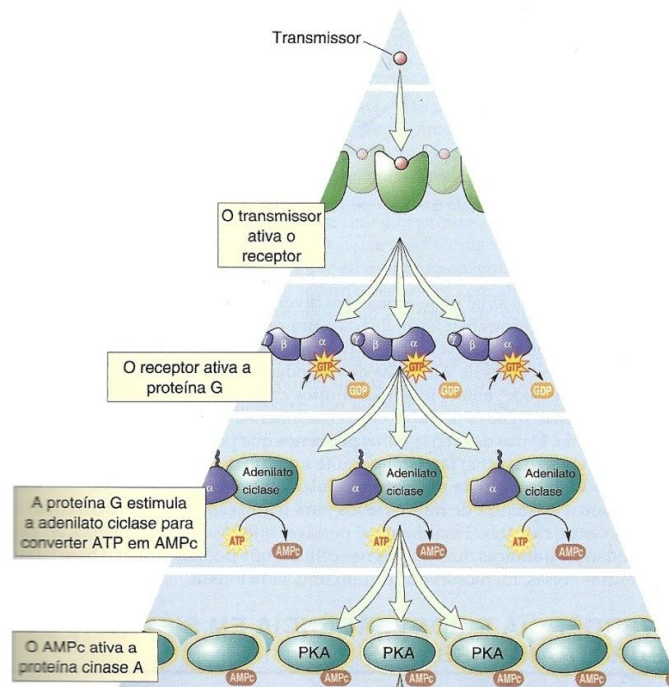 Transmissor
O transmissor
ativa o
receptor
γ β α γ β α γ β α
GTP GTP GTP
GDP GDP GDP
O receptor ativa a
proteína G
Adenilato
ciclase
Adenilato
ciclase
Adenilato
ciclase
α α α
A proteína G estimula
a adenilato ciclase para
converter ATP em AMPc
ATP ATP ATP
AMPc AMPc AMPc
O AMPc ativa a
proteína cinase A
PKA PKA PKA
AMPc AMPc AMPc AMPc AMPc